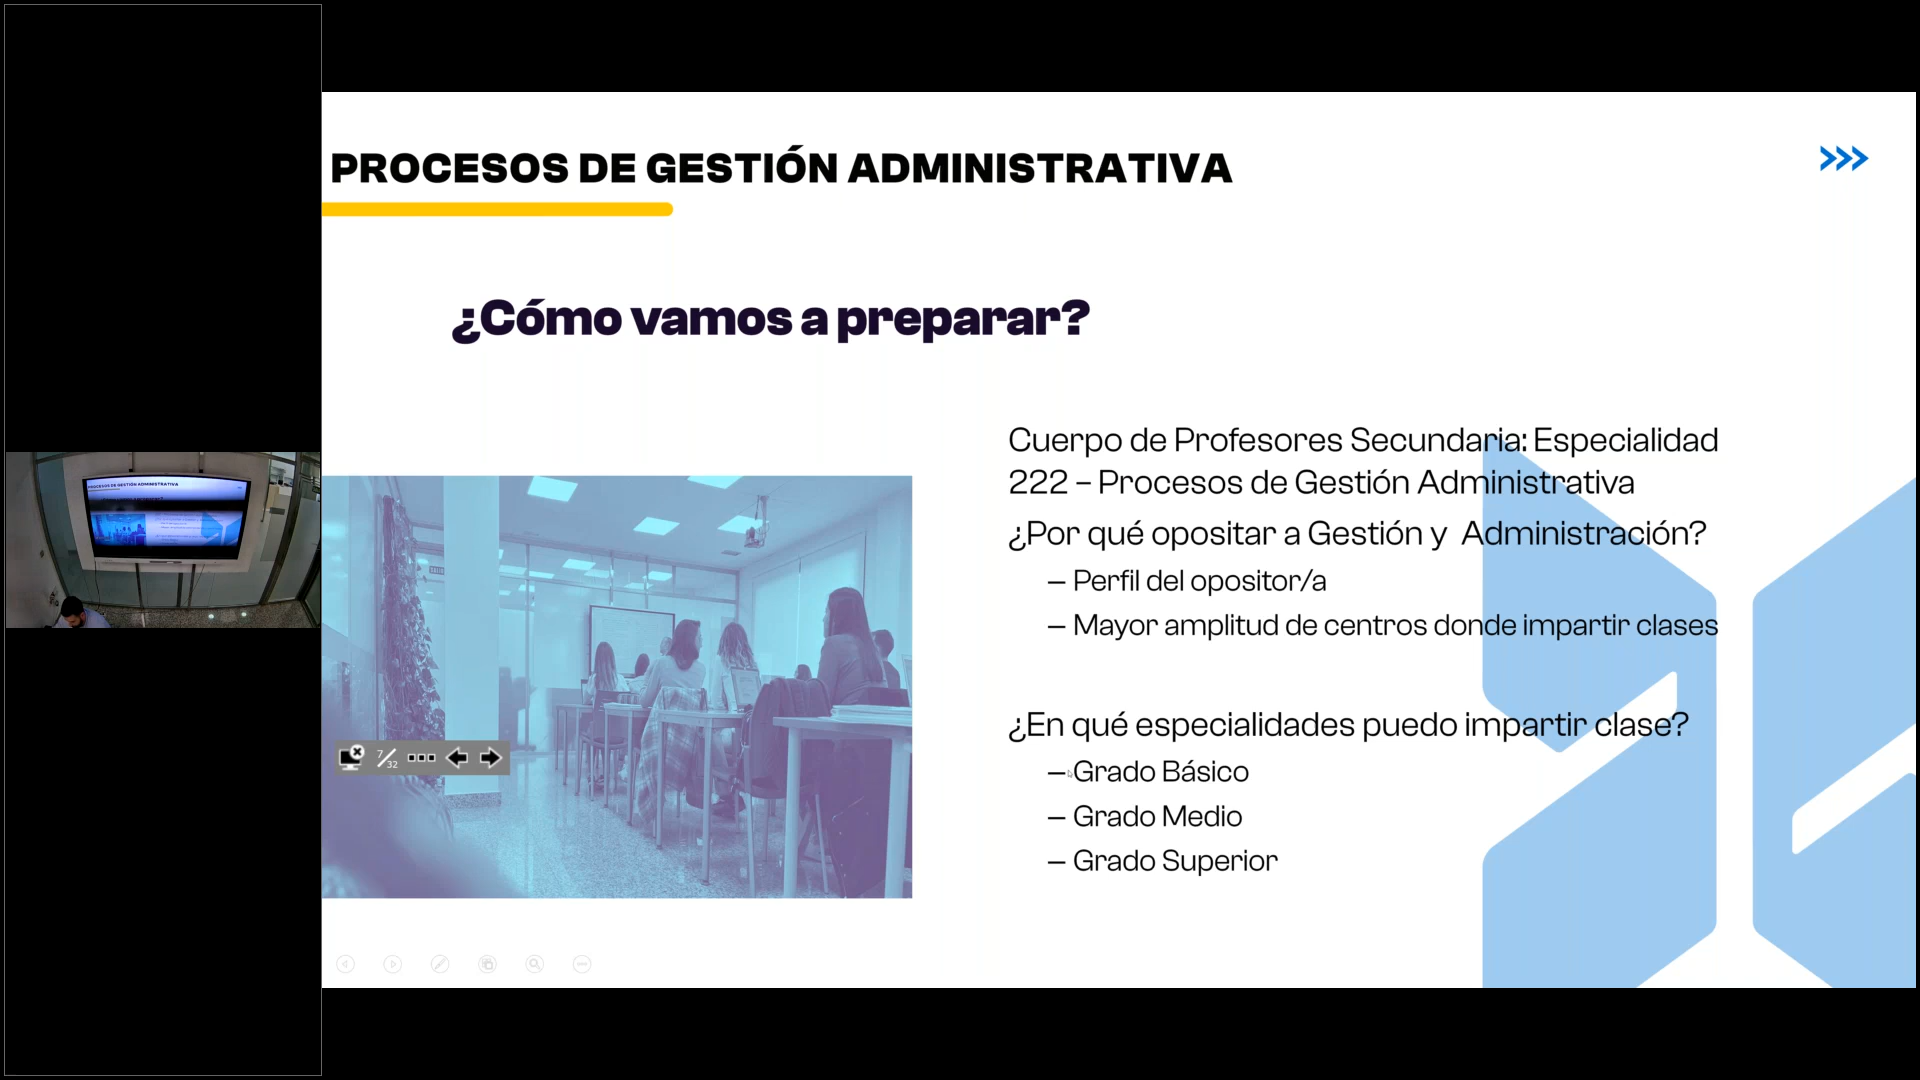 PROCESOS DE GESTIÓN ADMINISTRATIVA
¿Cómo vamos a preparar?
Cuerpo de Profesores Secundaria: Especialidad
222 – Procesos de Gestión Administrativa
¿Por qué opositar a Gestión y  Administración?
– Perfil del opositor/a
– Mayor amplitud de centros donde impartir clases
¿En qué especialidades puedo impartir clase?
– Grado Básico
– Grado Medio
– Grado Superior
7/32
PROCESOS DE GESTIÓN ADMINISTRATIVA